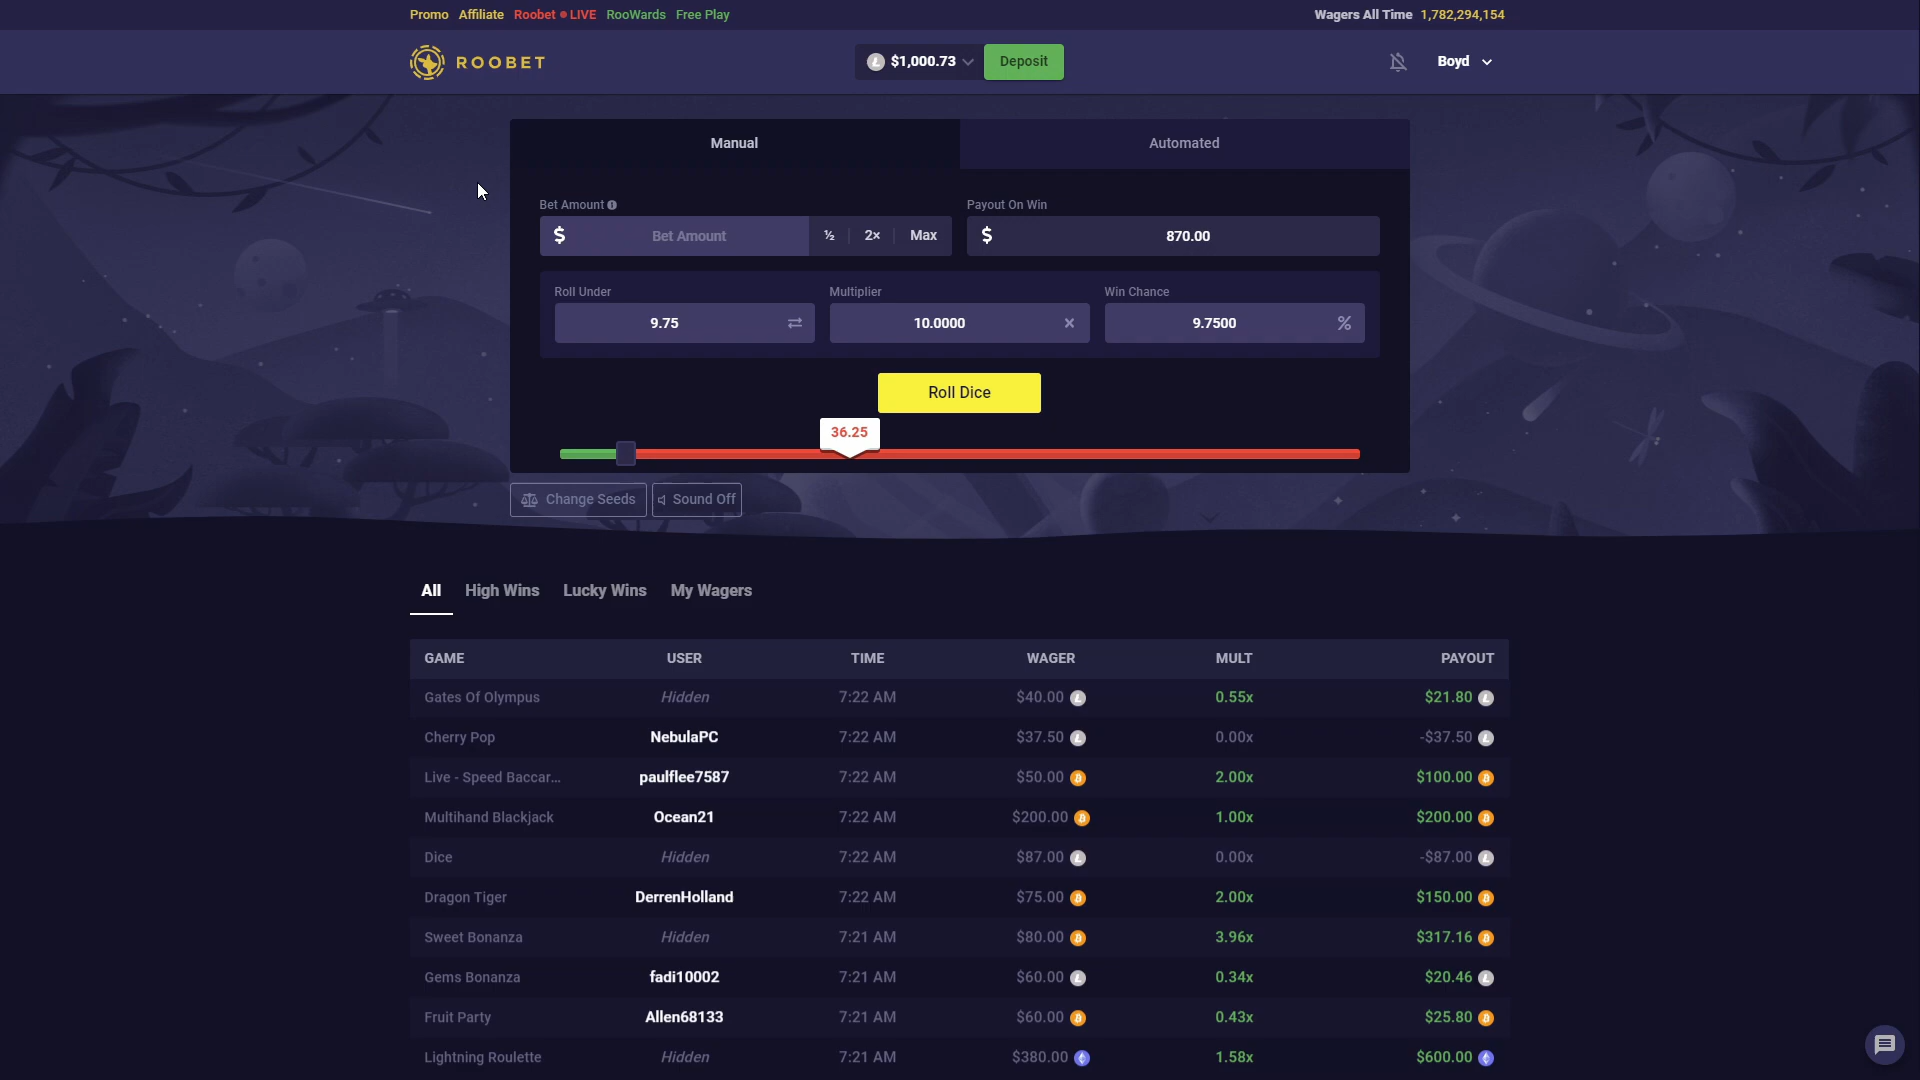 Promo Affiliate Roobet LIVE RooWards Free Play Wagers All Time 1,782,294,154
ROOBET $1,000.73 Deposit Boyd
Manual Automated
Bet Amount Payout On Win
$ Bet Amount ½ 2× Max $ 870.00
Roll Under Multiplier Win Chance
9.75 10.0000 × 9.7500 %
Roll Dice
36.25
Change Seeds Sound Off
All High Wins Lucky Wins My Wagers
GAME USER TIME WAGER MULT PAYOUT
Gates Of Olympus Hidden 7:22 AM $40.00 0.55x $21.80
Cherry Pop NebulaPC 7:22 AM $37.50 0.00x -$37.50
Live - Speed Baccar... paulflee7587 7:22 AM $50.00 2.00x $100.00
Multihand Blackjack Ocean21 7:22 AM $200.00 1.00x $200.00
Dice Hidden 7:22 AM $87.00 0.00x -$87.00
Dragon Tiger DerrenHolland 7:22 AM $75.00 2.00x $150.00
Sweet Bonanza Hidden 7:21 AM $80.00 3.96x $317.16
Gems Bonanza fadi10002 7:21 AM $60.00 0.34x $20.46
Fruit Party Allen68133 7:21 AM $60.00 0.43x $25.80
Lightning Roulette Hidden 7:21 AM $380.00 1.58x $600.00